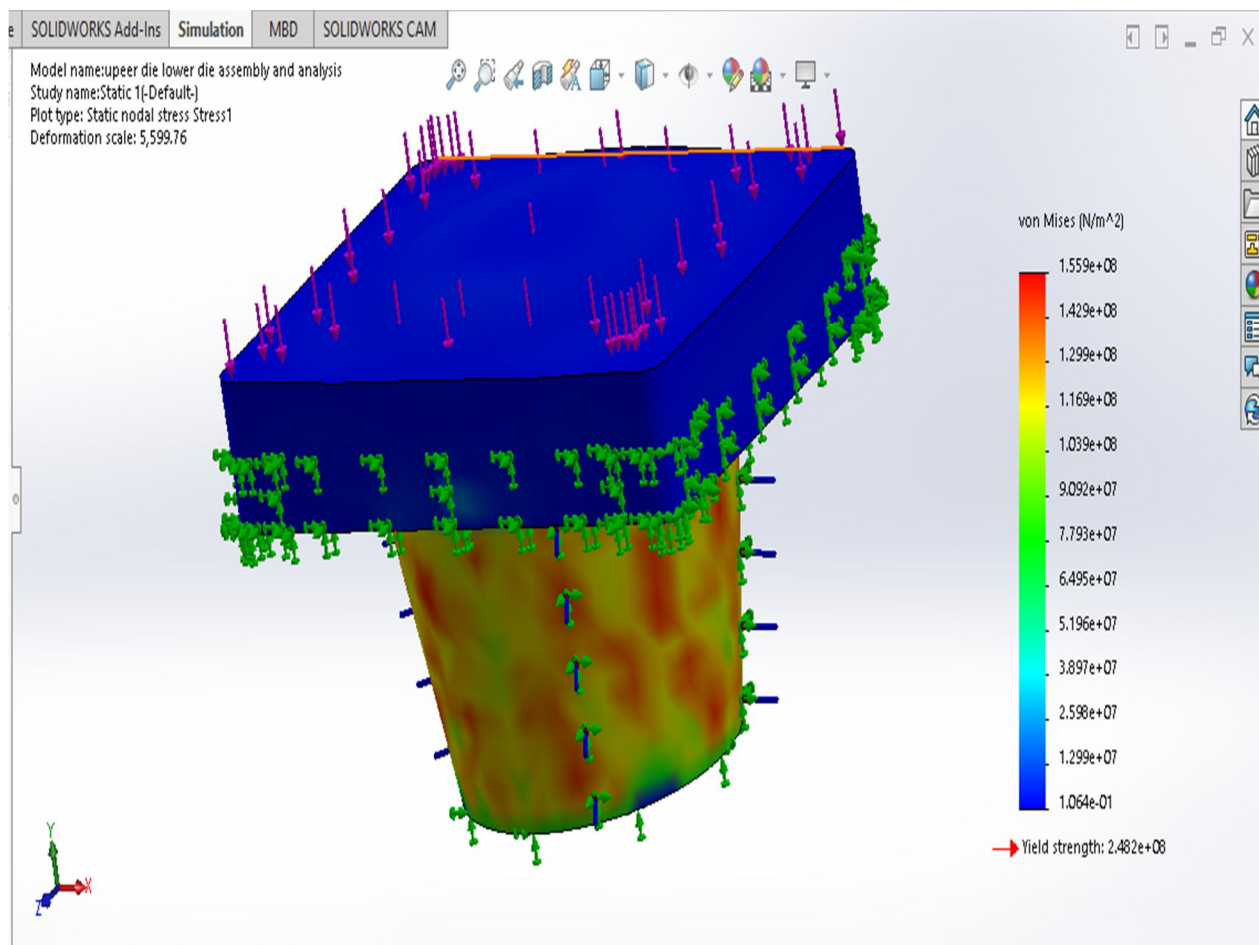 e SOLIDWORKS Add-Ins Simulation MBD SOLIDWORKS CAM
Model name:upeer die lower die assembly and analysis
Study name:Static 1(-Default-)
Plot type: Static nodal stress Stress1
Deformation scale: 5,599.76
von Mises (N/m^2)
1.559e+08
1.429e+08
1.299e+08
1.169e+08
1.039e+08
9.092e+07
7.793e+07
6.495e+07
5.196e+07
3.897e+07
2.598e+07
1.299e+07
1.064e-01
Yield strength: 2.482e+08
Y
X
Z